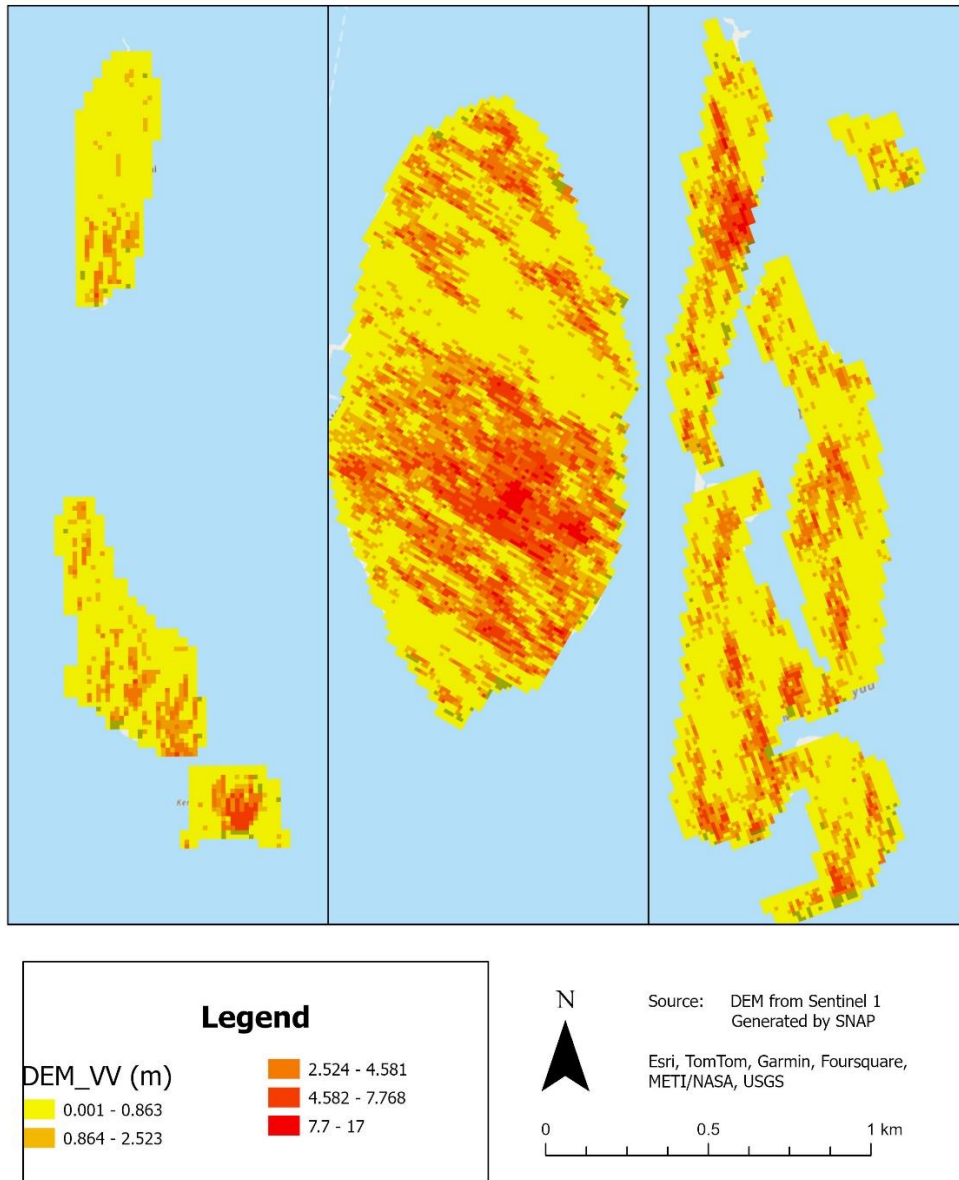 Legend
DEM_VV (m)
0.001 - 0.863
0.864 - 2.523
2.524 - 4.581
4.582 - 7.768
7.7 - 17
N
Source: DEM from Sentinel 1
Generated by SNAP
Esri, TomTom, Garmin, Foursquare,
METI/NASA, USGS
0 0.5 1 km